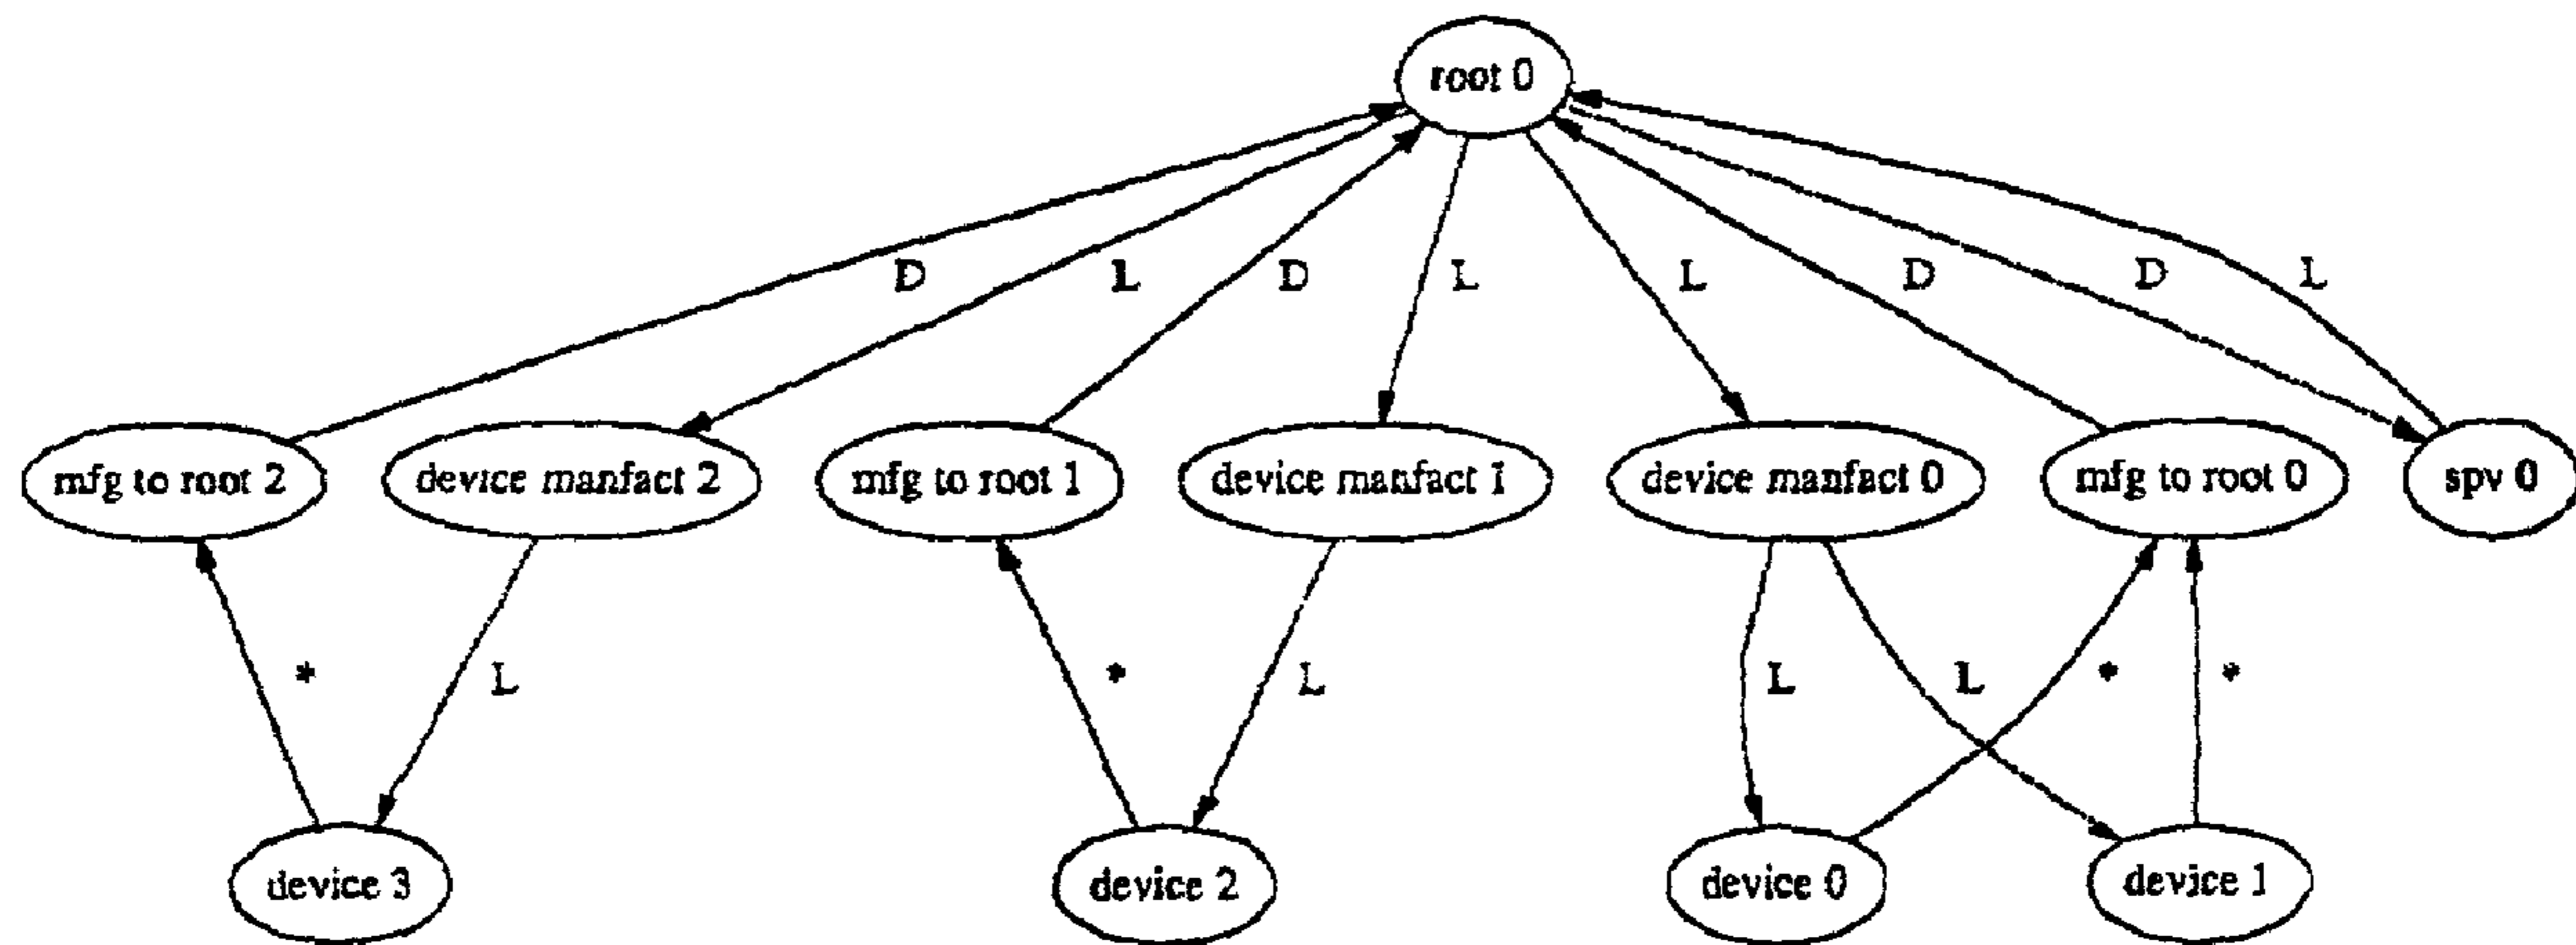 root 0
D L D L L D D L
mfg to root 2 device manfact 2 mfg to root 1 device manfact 1 device manfact 0 mfg to root 0 spv 0
* L * L L L * *
device 3 device 2 device 0 device 1